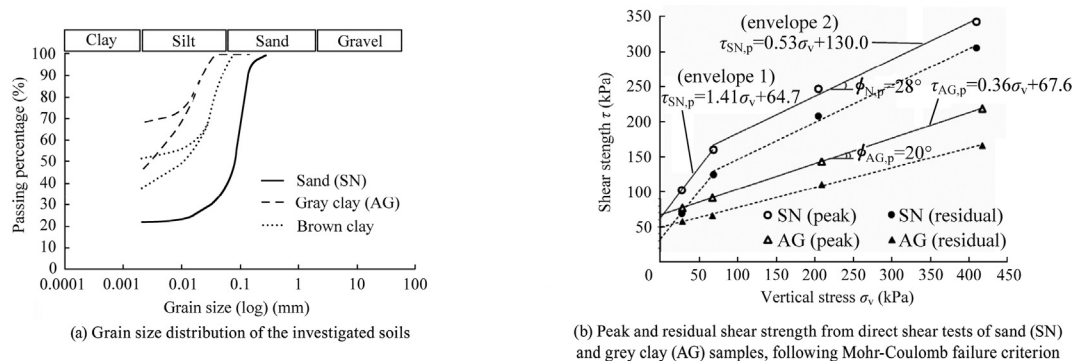 Clay Silt Sand Gravel
100
90
80
70
60
50
40
30
20
10
0
Passing percentage (%)
Sand (SN)
Gray clay (AG)
Brown clay
0.0001 0.001 0.01 0.1 1 10
Grain size (log) (mm)
(a) Grain size distribution of the investigated soils
350
300
250
200
150
100
50
0
Shear stength τ (kPa)
(envelope 2)
τSN,p=0.53σv+130.0
(envelope 1)
τSN,p=1.41σv+64.7
ϕN,p=28°
τAG,p=0.36σv+67.6
ϕAG,p=20°
SN (peak) SN (residual)
AG (peak) AG (residual)
0 50 100 150 200 250 300 350 400 450
Vertical stress σv (kPa)
(b) Peak and residual shear strength from direct shear tests of sand (SN)
and grey clay (AG) samples, following Mohr-Coulomb failure criterion